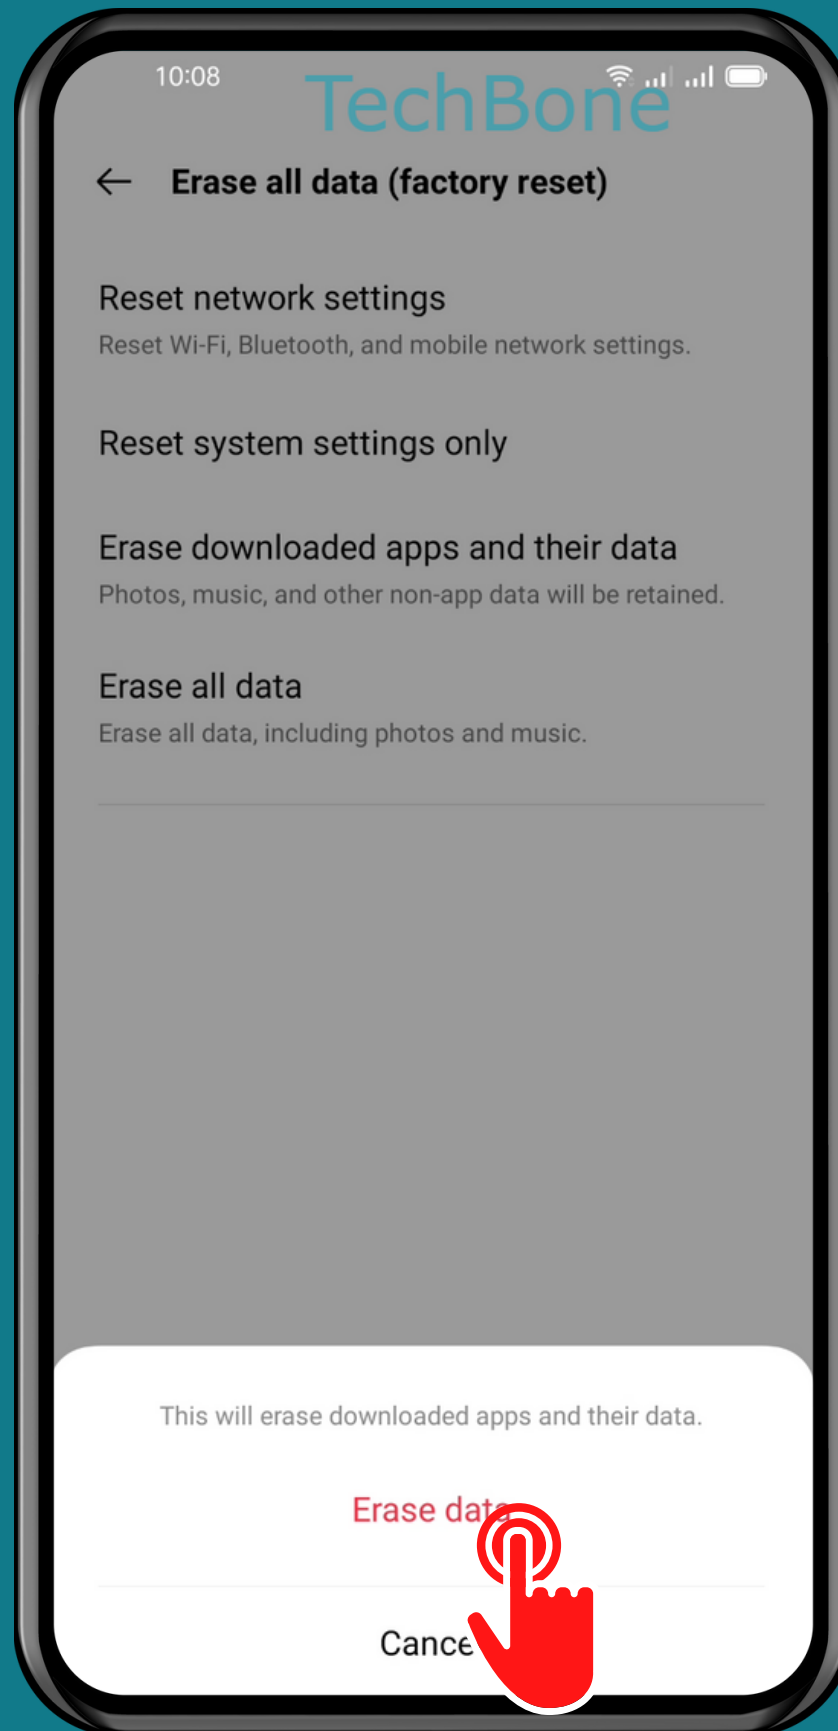 10:08
TechBone
Erase all data (factory reset)
Reset network settings
Reset Wi-Fi, Bluetooth, and mobile network settings.
Reset system settings only
Erase downloaded apps and their data
Photos, music, and other non-app data will be retained.
Erase all data
Erase all data, including photos and music.
This will erase downloaded apps and their data.
Erase data
Cancel